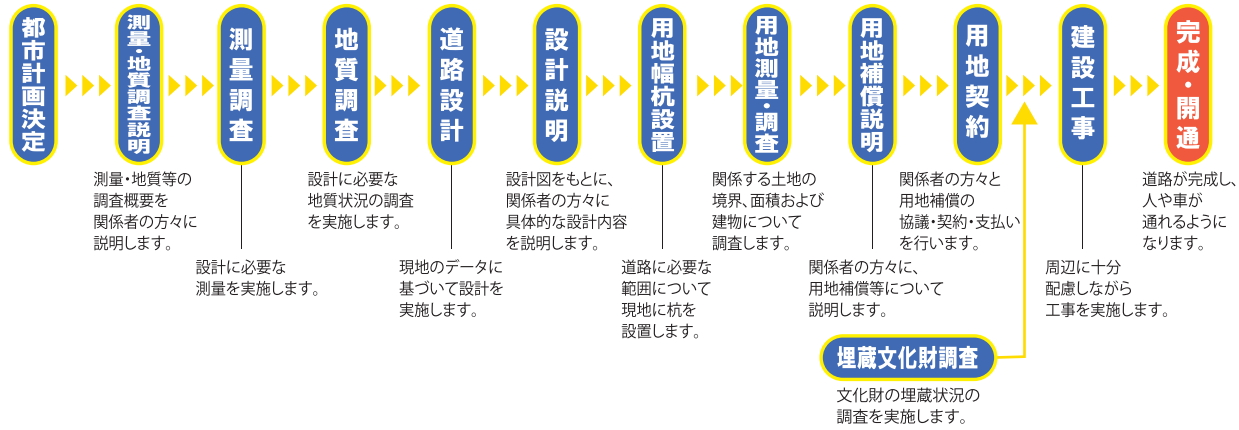 都市計画決定
測量・地質調査説明
測量・地質等の
調査概要を
関係者の方々に
説明します。
測量調査
設計に必要な
測量を実施します。
地質調査
設計に必要な
地質状況の調査
を実施します。
道路設計
現地のデータに
基づいて設計を
実施します。
設計説明
設計図をもとに、
関係者の方々に
具体的な設計内容
を説明します。
用地幅杭設置
道路に必要な
範囲について
現地に杭を
設置します。
用地測量・調査
関係する土地の
境界、面積および
建物について
調査します。
用地補償説明
関係者の方々に、
用地補償等について
説明します。
用地契約
関係者の方々と
用地補償の
協議・契約・支払い
を行います。
埋蔵文化財調査
文化財の埋蔵状況の
調査を実施します。
建設工事
周辺に十分
配慮しながら
工事を実施します。
完成・開通
道路が完成し、
人や車が
通れるように
なります。